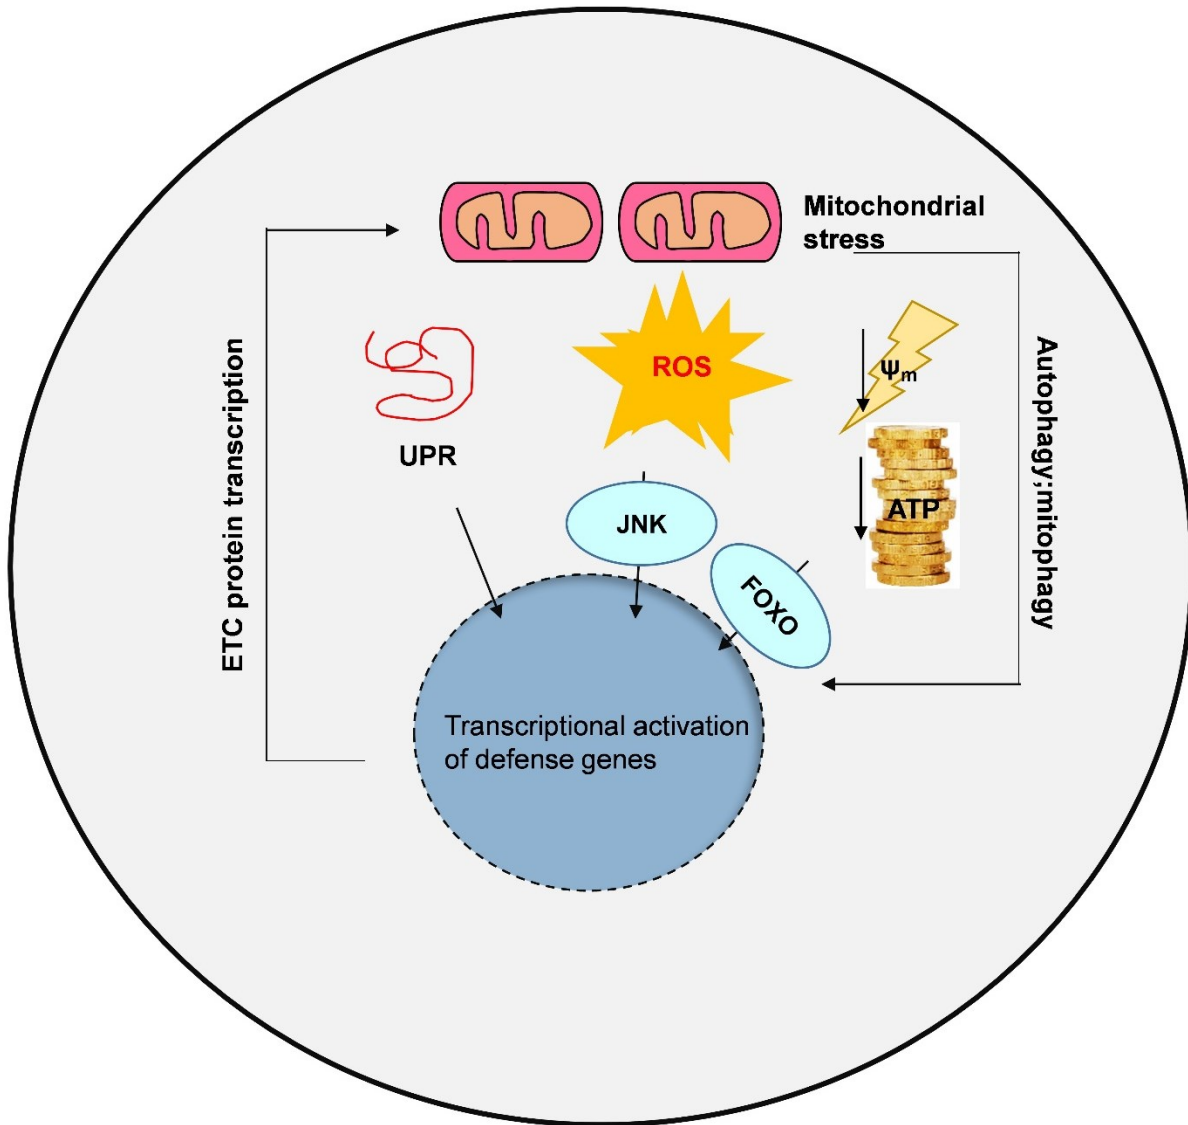 Mitochondrial
stress
ROS
Ψm
UPR
ATP
JNK
FOXO
ETC protein transcription
Autophagy;mitophagy
Transcriptional activation
of defense genes